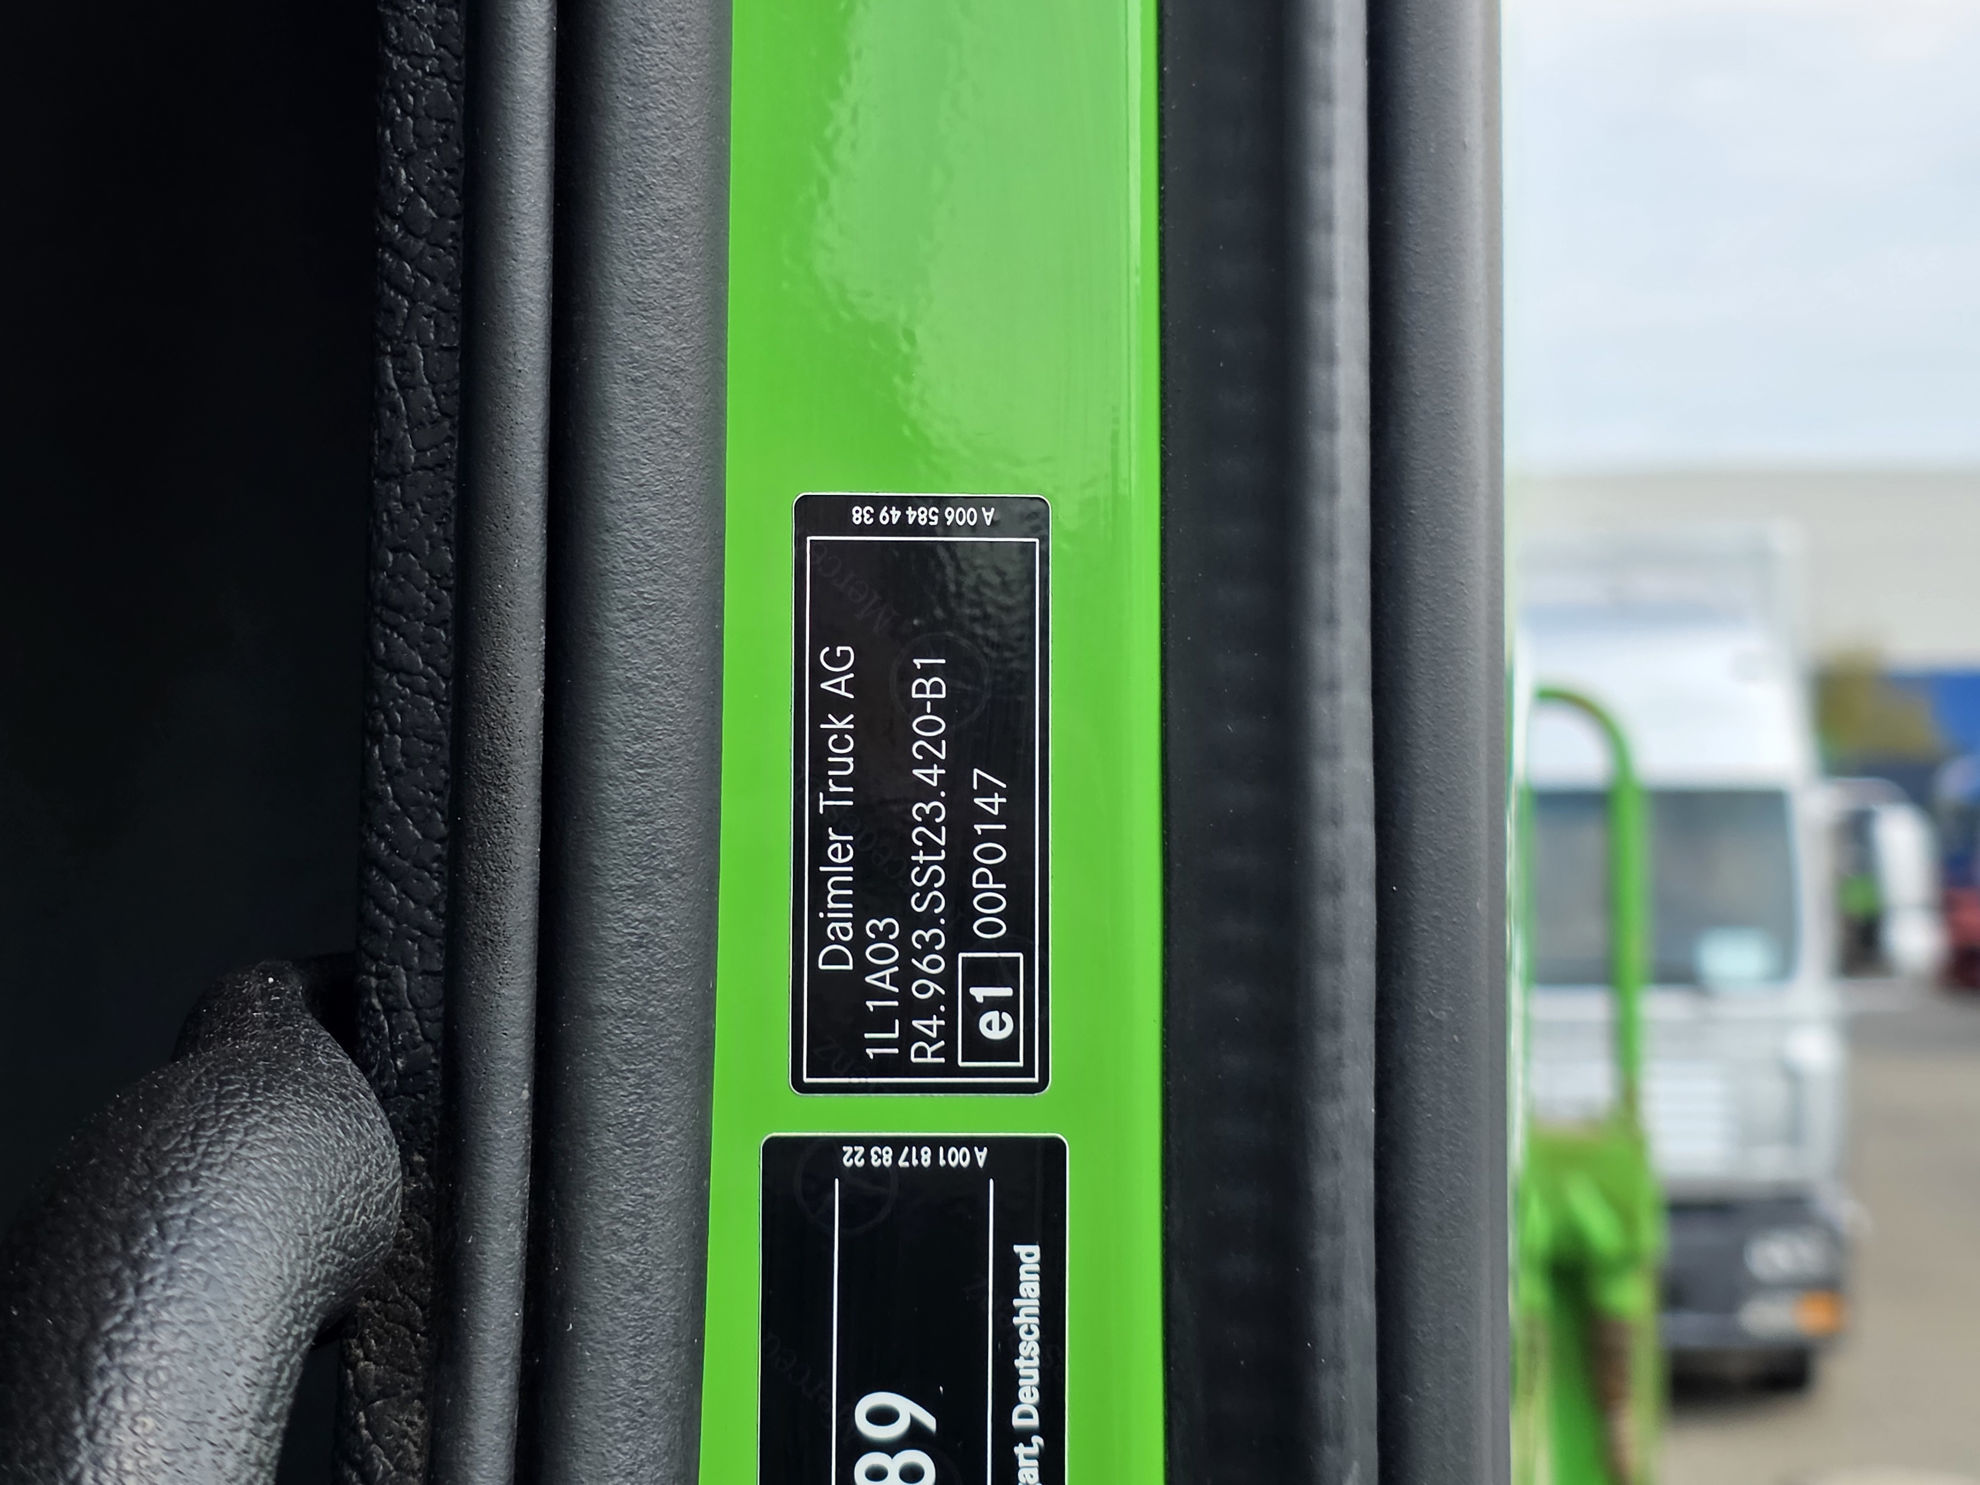 A 006 584 49 38
Daimler Truck AG
1L1A03
R4.963.SSt23.420-B1
e1 00P0147
A 001 817 83 22
89
gart, Deutschland